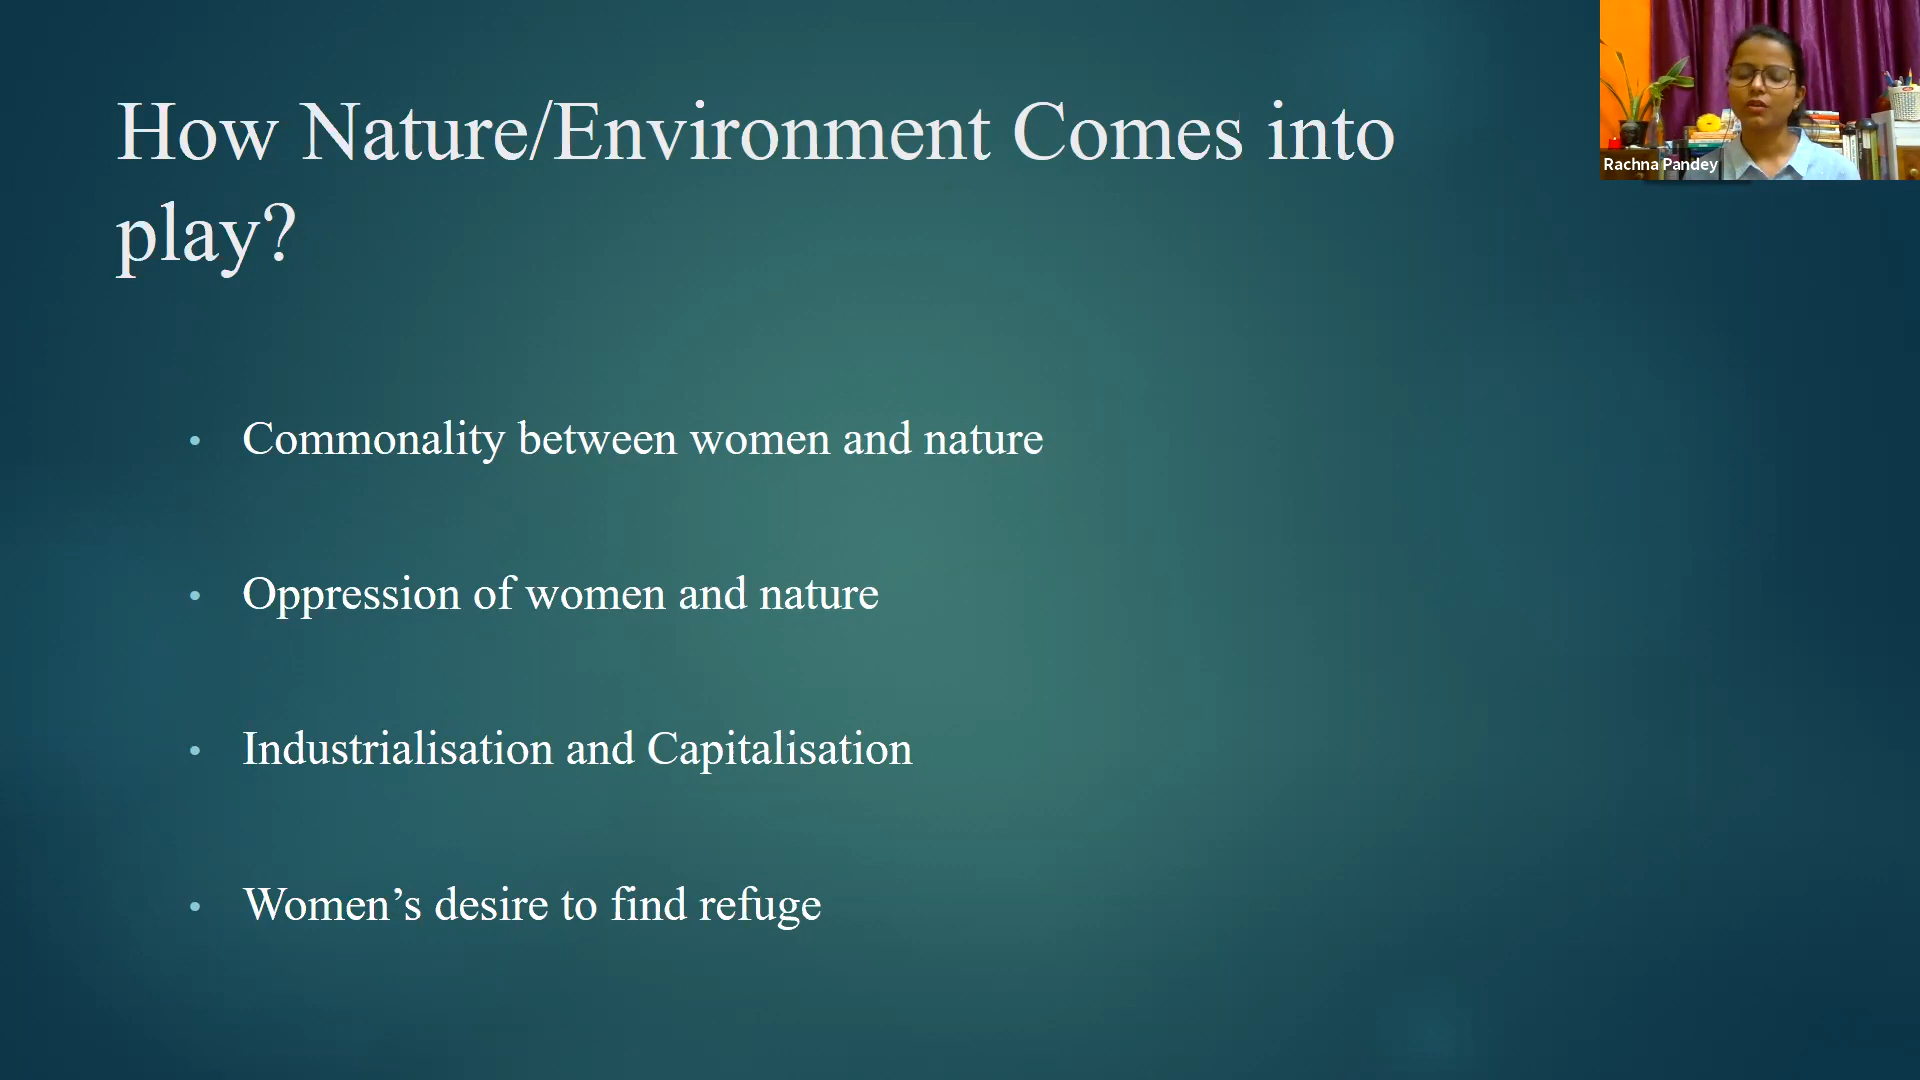 How Nature/Environment Comes into
play?
• Commonality between women and nature
• Oppression of women and nature
• Industrialisation and Capitalisation
• Women’s desire to find refuge
Rachna Pandey